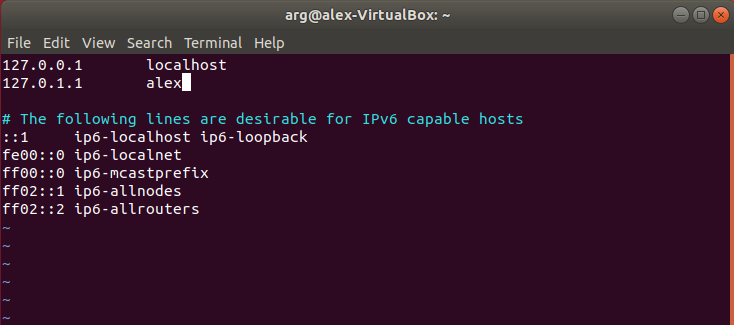 arg@alex-VirtualBox: ~
File Edit View Search Terminal Help
127.0.0.1       localhost
127.0.1.1       alex

# The following lines are desirable for IPv6 capable hosts
::1     ip6-localhost ip6-loopback
fe00::0 ip6-localnet
ff00::0 ip6-mcastprefix
ff02::1 ip6-allnodes
ff02::2 ip6-allrouters
~
~
~
~
~
~